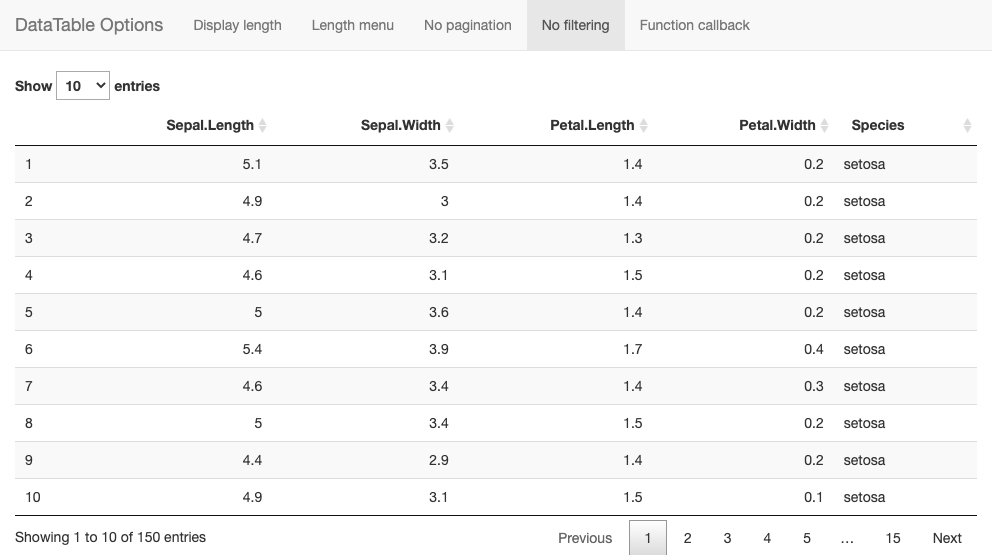 DataTable Options Display length Length menu No pagination No filtering Function callback
Show 10 entries
Sepal.Length Sepal.Width Petal.Length Petal.Width Species
1 5.1 3.5 1.4 0.2 setosa
2 4.9 3 1.4 0.2 setosa
3 4.7 3.2 1.3 0.2 setosa
4 4.6 3.1 1.5 0.2 setosa
5 5 3.6 1.4 0.2 setosa
6 5.4 3.9 1.7 0.4 setosa
7 4.6 3.4 1.4 0.3 setosa
8 5 3.4 1.5 0.2 setosa
9 4.4 2.9 1.4 0.2 setosa
10 4.9 3.1 1.5 0.1 setosa
Showing 1 to 10 of 150 entries Previous 1 2 3 4 5 … 15 Next